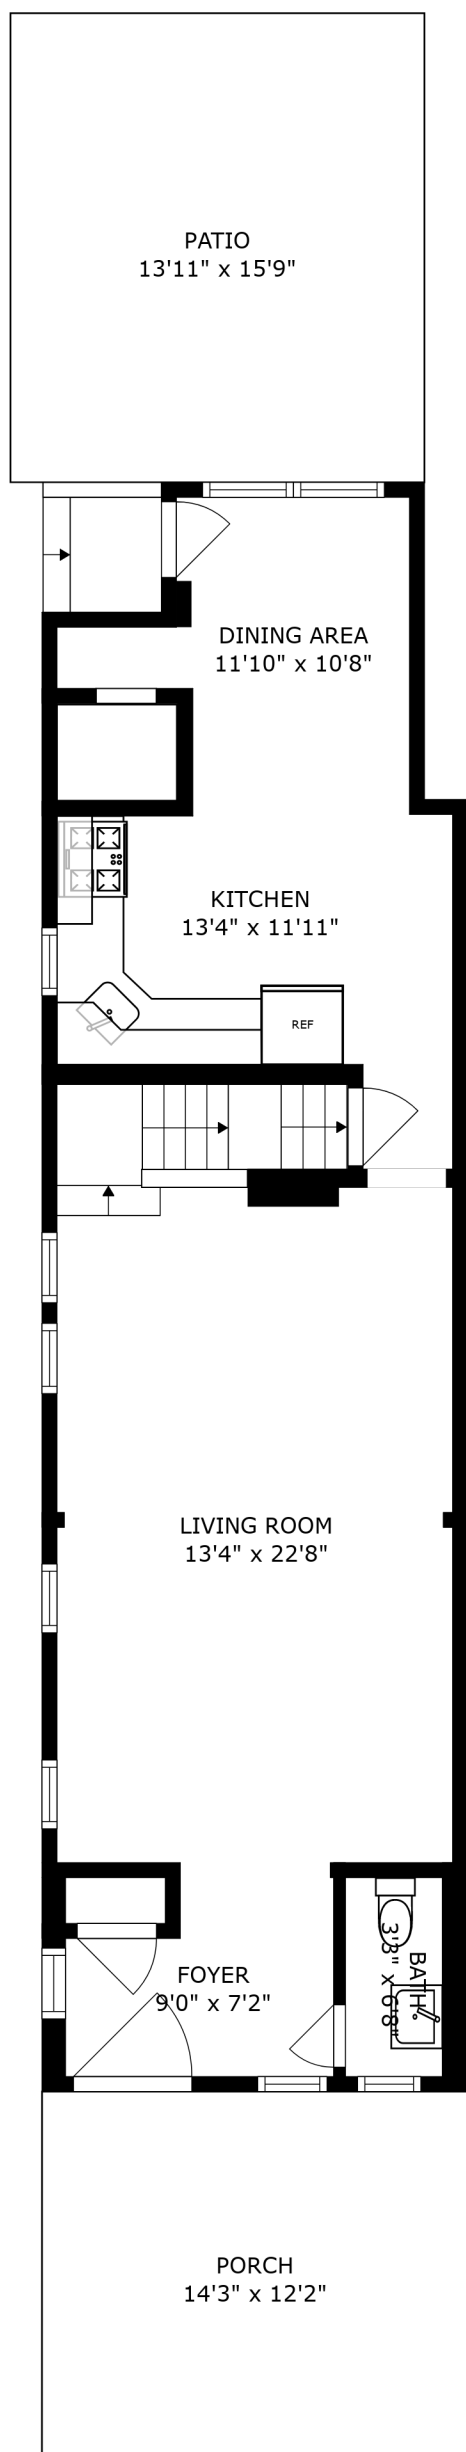 PATIO
13'11" x 15'9"
DINING AREA
11'10" x 10'8"
KITCHEN
13'4" x 11'11"
REF
LIVING ROOM
13'4" x 22'8"
FOYER
9'0" x 7'2"
BATH
3'3" x 6'8"
PORCH
14'3" x 12'2"